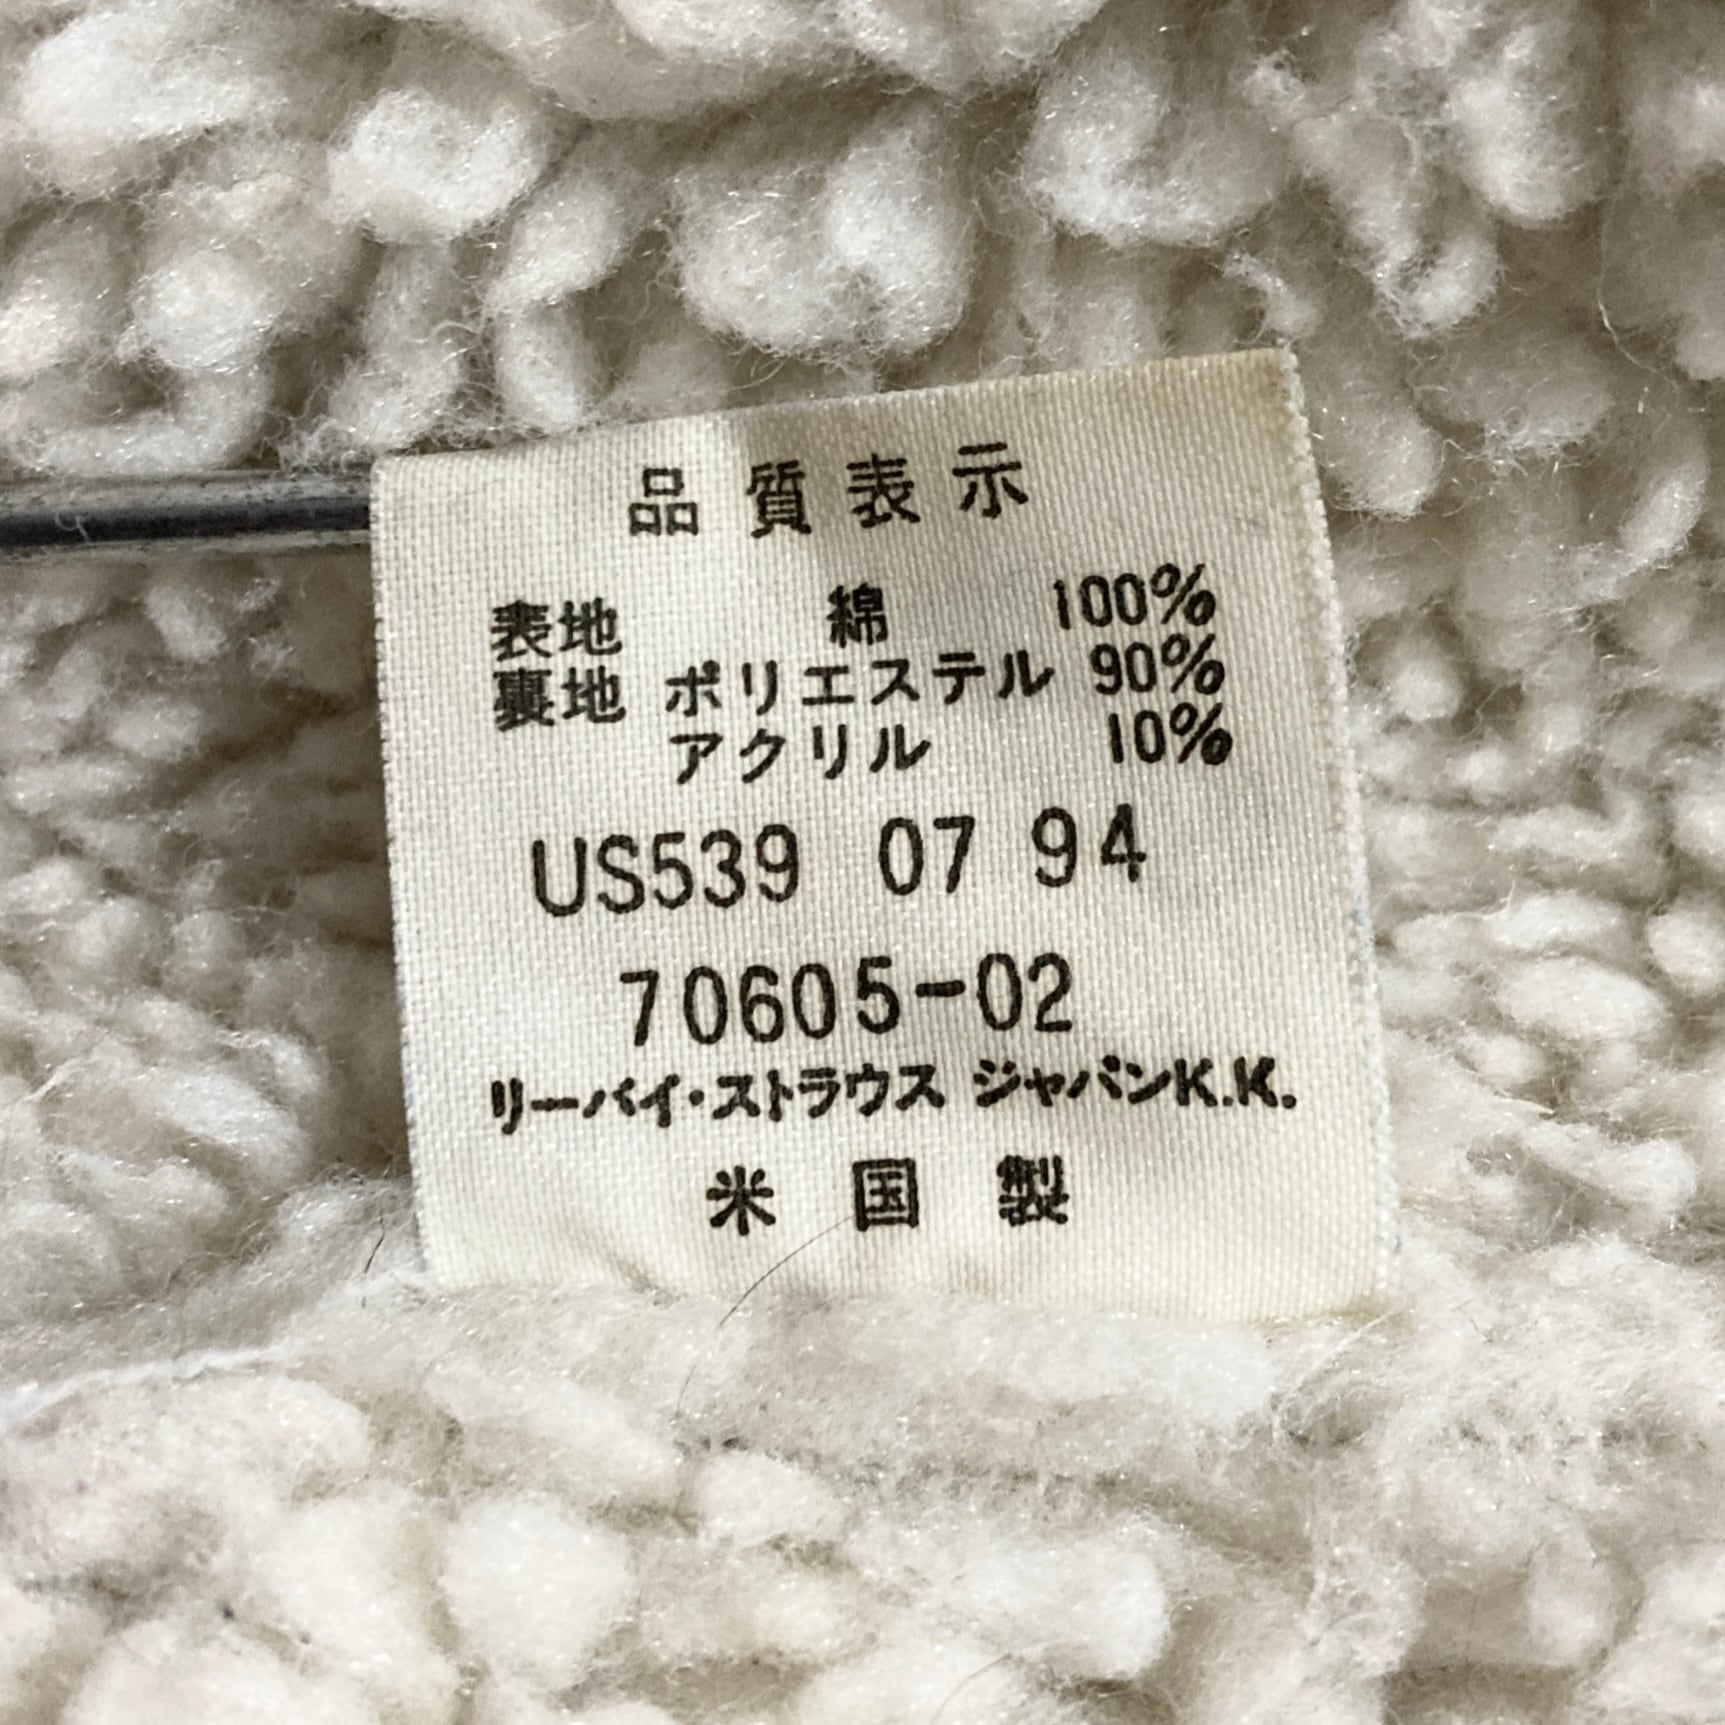 品質表示
表地 綿 100%
裏地 ポリエステル 90%
アクリル 10%
US539 07 94
70605-02
リーバイ・ストラウス ジャパンK.K.
米国製